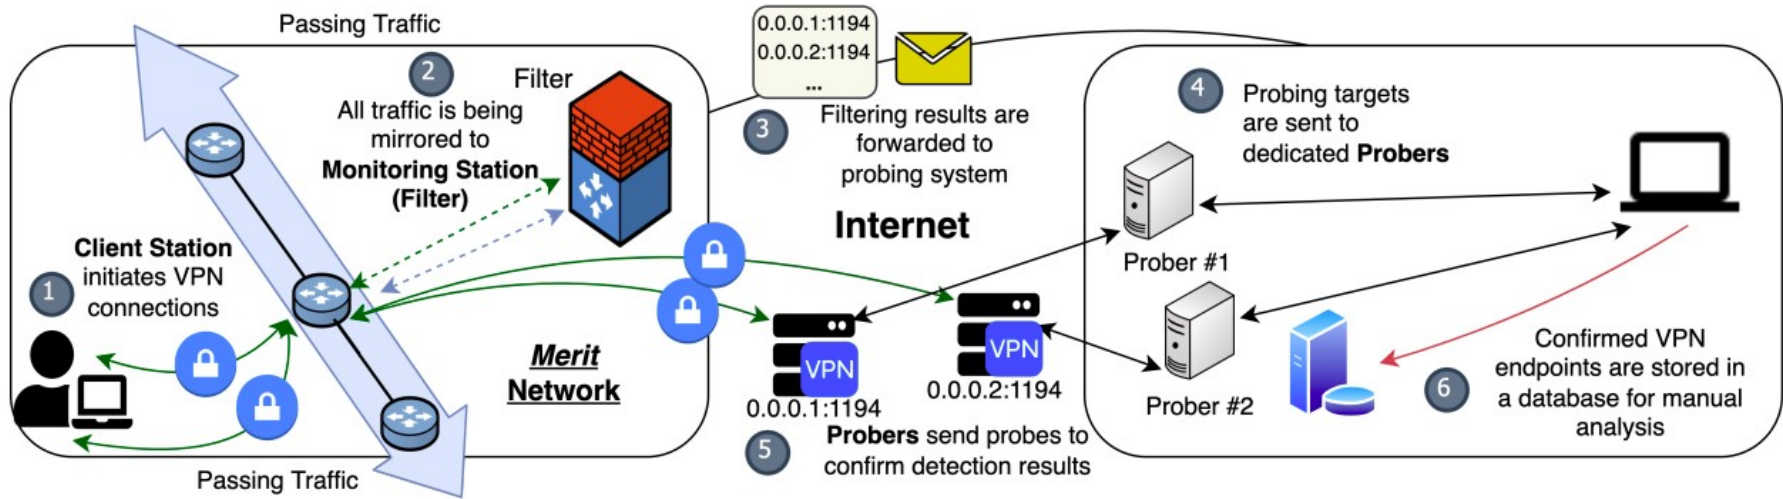 Passing Traffic
2
All traffic is being
mirrored to
Monitoring Station
(Filter)
Filter
1
Client Station
initiates VPN
connections
Merit
Network
Passing Traffic
0.0.0.1:1194
0.0.0.2:1194
...
3
Filtering results are
forwarded to
probing system
Internet
VPN
0.0.0.1:1194
VPN
0.0.0.2:1194
5
Probers send probes to
confirm detection results
4
Probing targets
are sent to
dedicated Probers
Prober #1
Prober #2
6
Confirmed VPN
endpoints are stored in
a database for manual
analysis